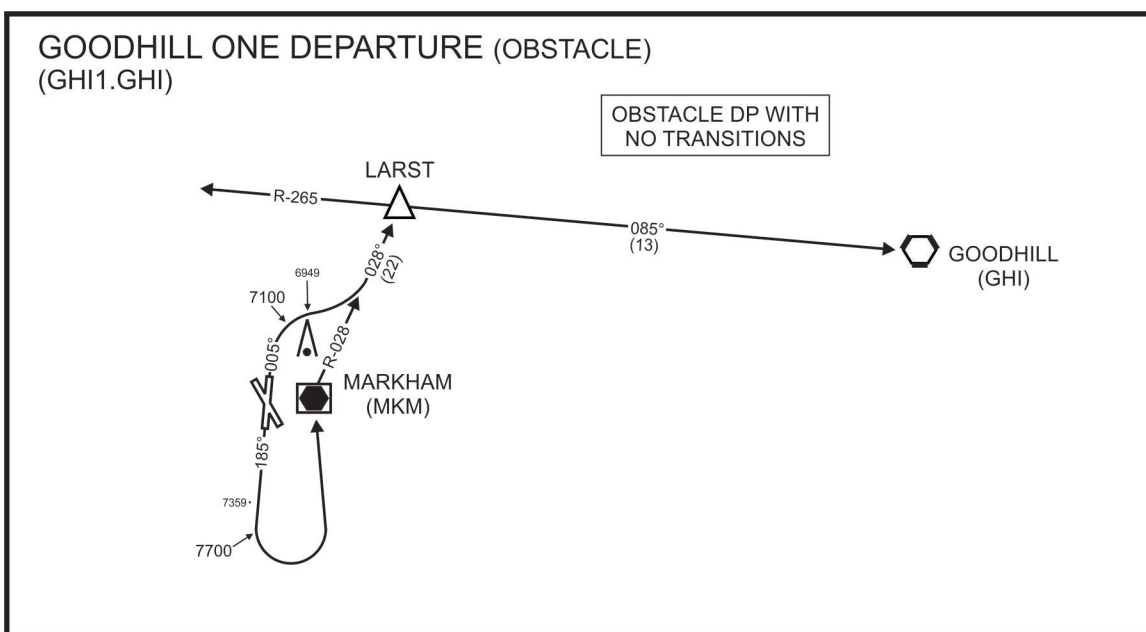 GOODHILL ONE DEPARTURE (OBSTACLE)
(GHI1.GHI)
OBSTACLE DP WITH
NO TRANSITIONS
LARST
R-265
085°
(13)
GOODHILL
(GHI)
028°
(22)
6949
7100
005°
R-028
MARKHAM
(MKM)
185°
7359
7700